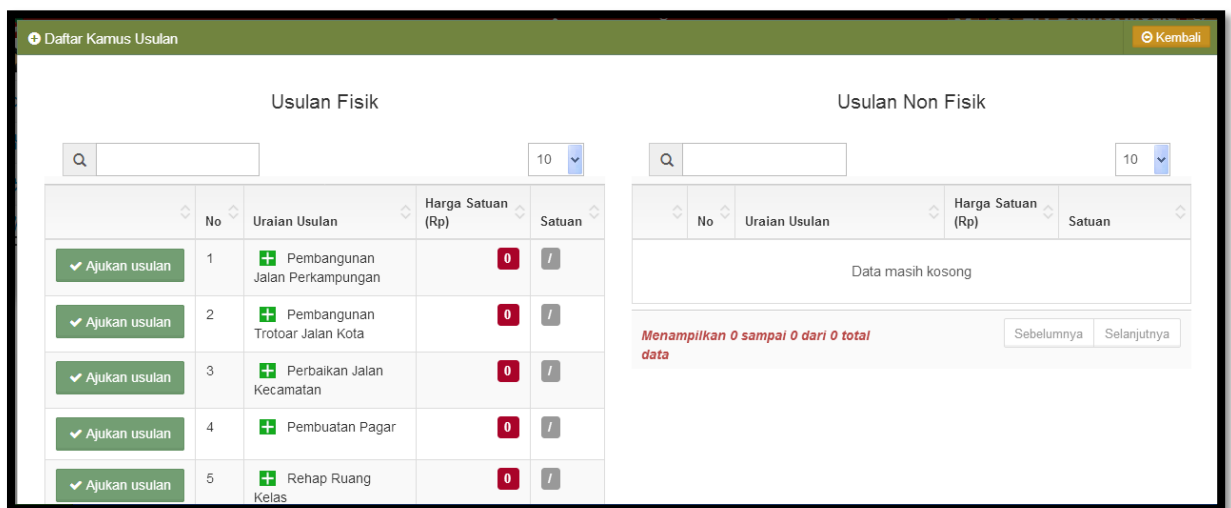 Daftar Kamus Usulan
Kembali
Usulan Fisik
10
Harga Satuan
No Uraian Usulan (Rp) Satuan
Ajukan usulan 1 Pembangunan 0 /
Jalan Perkampungan
Ajukan usulan 2 Pembangunan 0 /
Trotoar Jalan Kota
Ajukan usulan 3 Perbaikan Jalan 0 /
Kecamatan
Ajukan usulan 4 Pembuatan Pagar 0 /
Ajukan usulan 5 Rehap Ruang 0 /
Kelas
Usulan Non Fisik
10
Harga Satuan
No Uraian Usulan (Rp) Satuan
Data masih kosong
Menampilkan 0 sampai 0 dari 0 total
data
Sebelumnya Selanjutnya